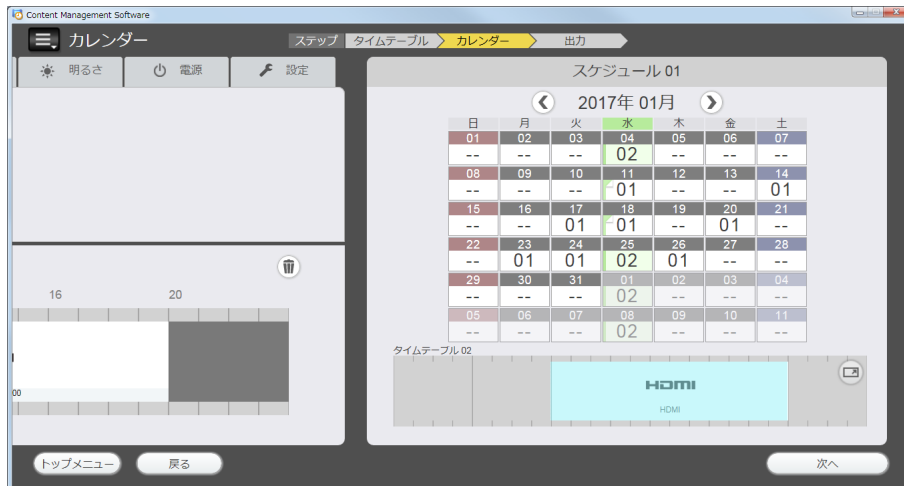 Content Management Software
カレンダー
ステップ タイムテーブル カレンダー 出力
明るさ 電源 設定
スケジュール 01
2017年 01月
日 月 火 水 木 金 土
01 02 03 04 05 06 07
-- -- -- 02 -- -- --
08 09 10 11 12 13 14
-- -- -- 01 -- -- 01
15 16 17 18 19 20 21
-- -- 01 01 -- 01 --
22 23 24 25 26 27 28
-- 01 01 02 01 -- --
29 30 31 01 02 03 04
-- -- -- 02 -- -- --
05 06 07 08 09 10 11
-- -- -- 02 -- -- --
16 20
00
タイムテーブル 02
HDMI
HDMI
トップメニュー 戻る 次へ